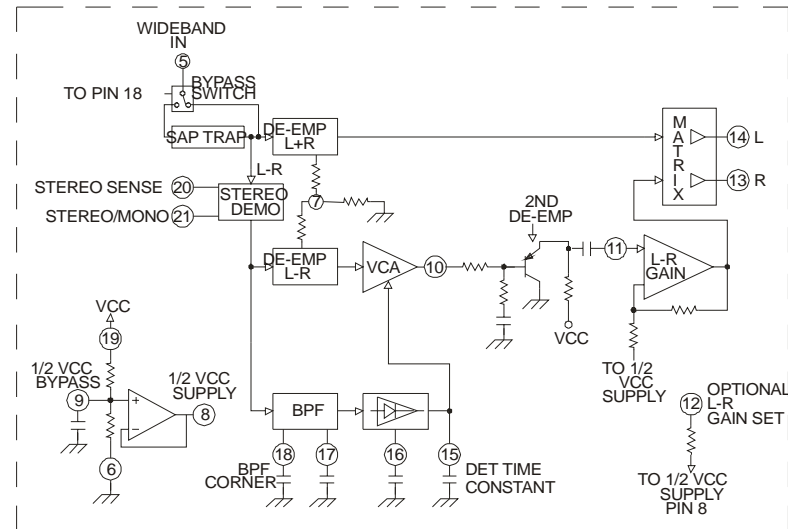 WIDEBAND
IN
5
TO PIN 18
BYPASS
SWITCH
SAP TRAP
DE-EMP
L+R
MATRIX
14 L
13 R
L-R
STEREO SENSE 20
STEREO/MONO 21
STEREO
DEMO
7
2ND
DE-EMP
DE-EMP
L-R
VCA
10
11
L-R
GAIN
VCC
VCC
19
1/2 VCC
BYPASS
9
1/2 VCC
SUPPLY
+
−
8
6
TO 1/2
VCC
SUPPLY
12 OPTIONAL
L-R
GAIN SET
BPF
18
17
16
15
BPF
CORNER
DET TIME
CONSTANT
TO 1/2 VCC
SUPPLY
PIN 8